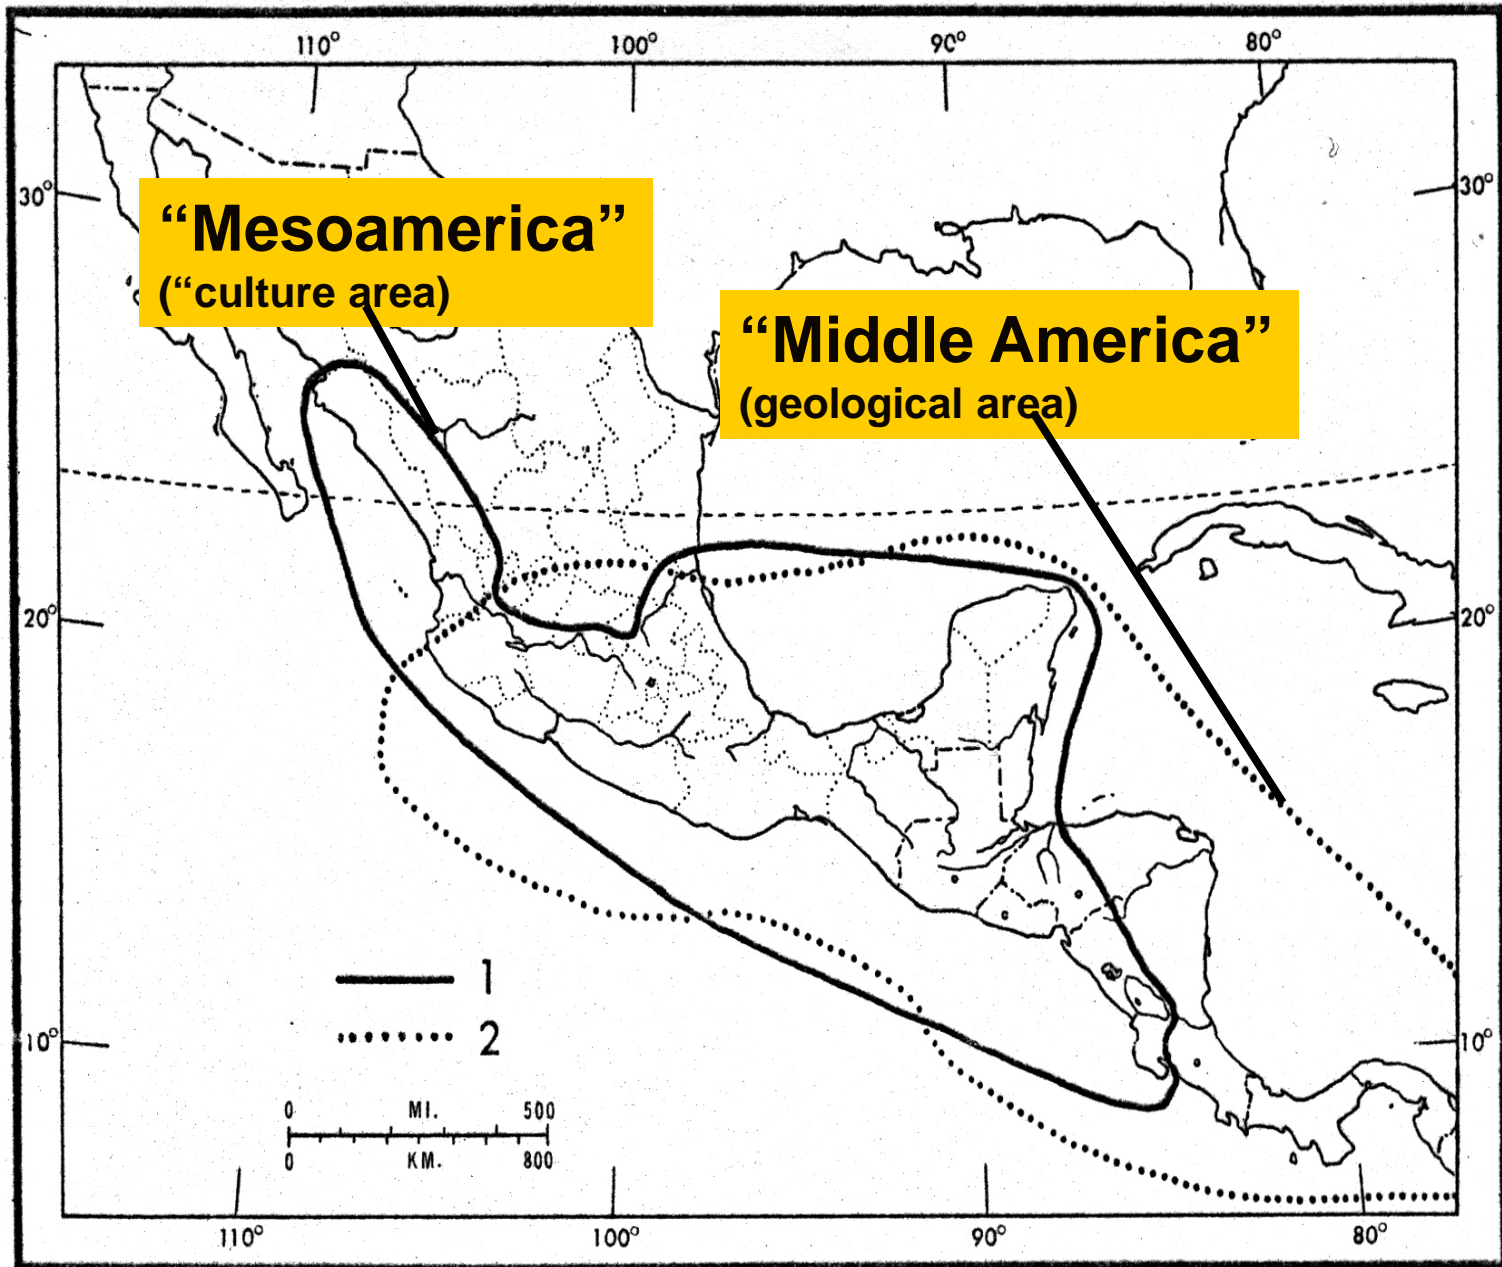 110° 100° 90° 80°
30° 30°
“Mesoamerica”
(“culture area)
“Middle America”
(geological area)
20° 20°
1
2
10° 10°
0 MI. 500
0 KM. 800
110° 100° 90° 80°